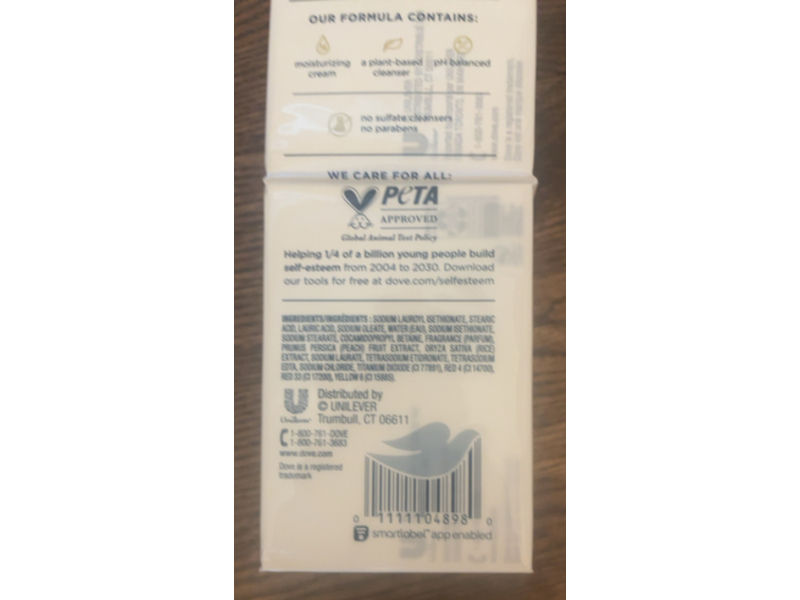 OUR FORMULA CONTAINS:
moisturizing cream
a plant-based cleanser
pH balanced
no sulfate cleansers
no parabens
WE CARE FOR ALL:
PeTA
APPROVED
Global Animal Test Policy
Helping 1/4 of a billion young people build
self-esteem from 2004 to 2030. Download
our tools for free at dove.com/selfesteem
INGREDIENTS/INGRÉDIENTS: SODIUM LAUROYL ISETHIONATE, STEARIC
ACID, LAURIC ACID, SODIUM OLEATE, WATER (EAU), SODIUM ISETHIONATE,
SODIUM STEARATE, COCAMIDOPROPYL BETAINE, FRAGRANCE (PARFUM),
PRUNUS PERSICA (PEACH) FRUIT EXTRACT, ORYZA SATIVA (RICE)
EXTRACT, SODIUM LAURATE, TETRASODIUM ETIDRONATE, TETRASODIUM
EDTA, SODIUM CHLORIDE, TITANIUM DIOXIDE (CI 77891), RED 4 (CI 14700),
RED 33 (CI 17200), YELLOW 6 (CI 15985).
Unilever
Distributed by
© UNILEVER
Trumbull, CT 06611
1-800-761-DOVE
1-800-761-3683
www.dove.com
Dove is a registered
trademark
0 1111104898 0
smartlabel™ app enabled